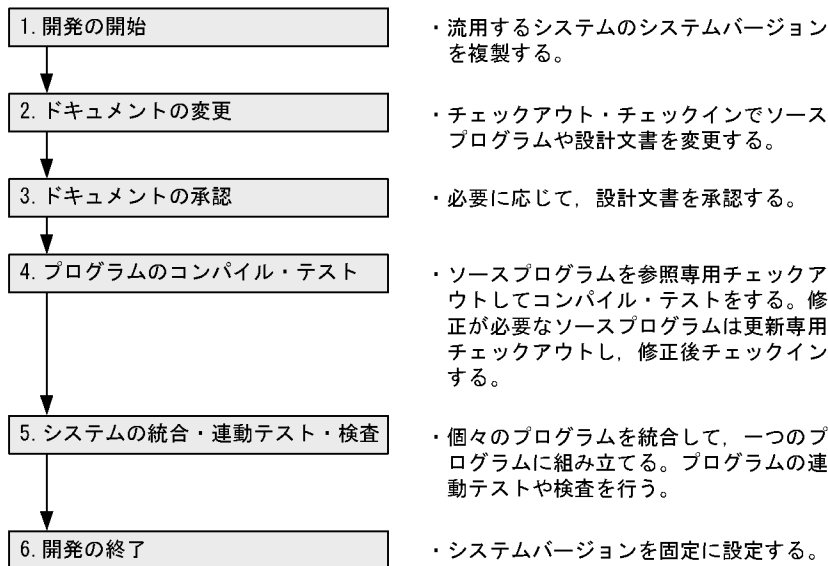 1. 開発の開始
・流用するシステムのシステムバージョン
を複製する。
2. ドキュメントの変更
・チェックアウト・チェックインでソース
プログラムや設計文書を変更する。
3. ドキュメントの承認
・必要に応じて，設計文書を承認する。
4. プログラムのコンパイル・テスト
・ソースプログラムを参照専用チェックア
ウトしてコンパイル・テストをする。修
正が必要なソースプログラムは更新専用
チェックアウトし，修正後チェックイン
する。
5. システムの統合・連動テスト・検査
・個々のプログラムを統合して，一つのプ
ログラムに組み立てる。プログラムの連
動テストや検査を行う。
6. 開発の終了
・システムバージョンを固定に設定する。